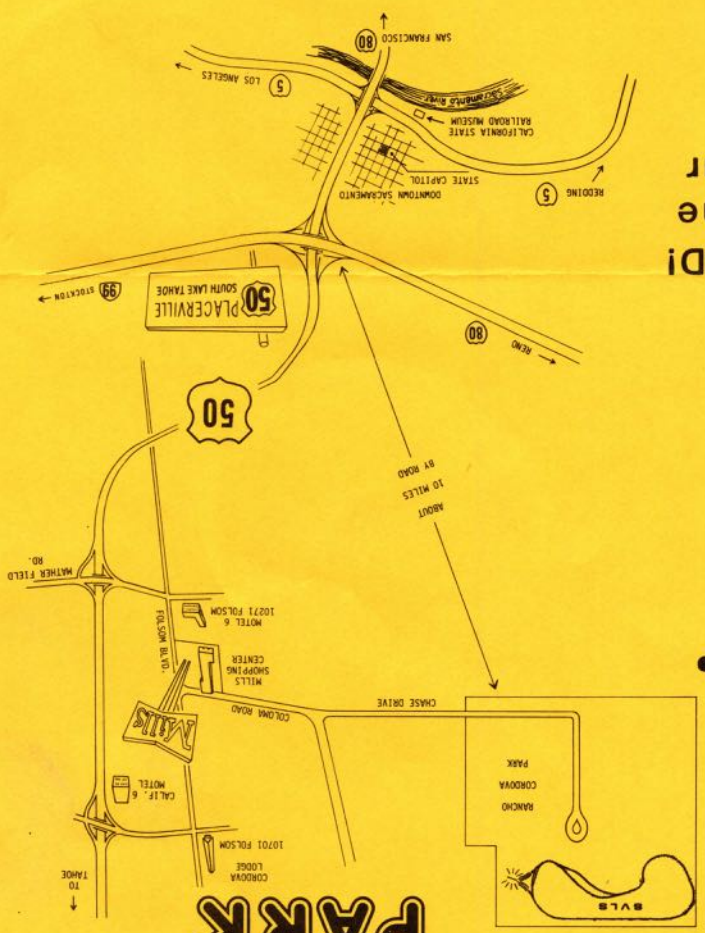 PARK
SVLS
TO
TAHOE
CORDOVA
LODGE
10701 FOLSOM
RANCHO
CORDOVA
PARK
CALIF. 6
MOTEL
Mills
CHASE DRIVE
COLOMA ROAD
MILLS
SHOPPING
CENTER
FOLSOM BLVD.
MOTEL 6
10271 FOLSOM
MATHER FIELD
RD.
ABOUT
10 MILES
BY ROAD
50
RENO
80
PLACERVILLE
SOUTH LAKE TAHOE
50
99 STOCKTON
D!
ne
r
REDDING
5
DOWNTOWN SACRAMENTO
STATE CAPITOL
CALIFORNIA STATE
RAILROAD MUSEUM
Sacramento River
5
LOS ANGELES
SAN FRANCISCO
80